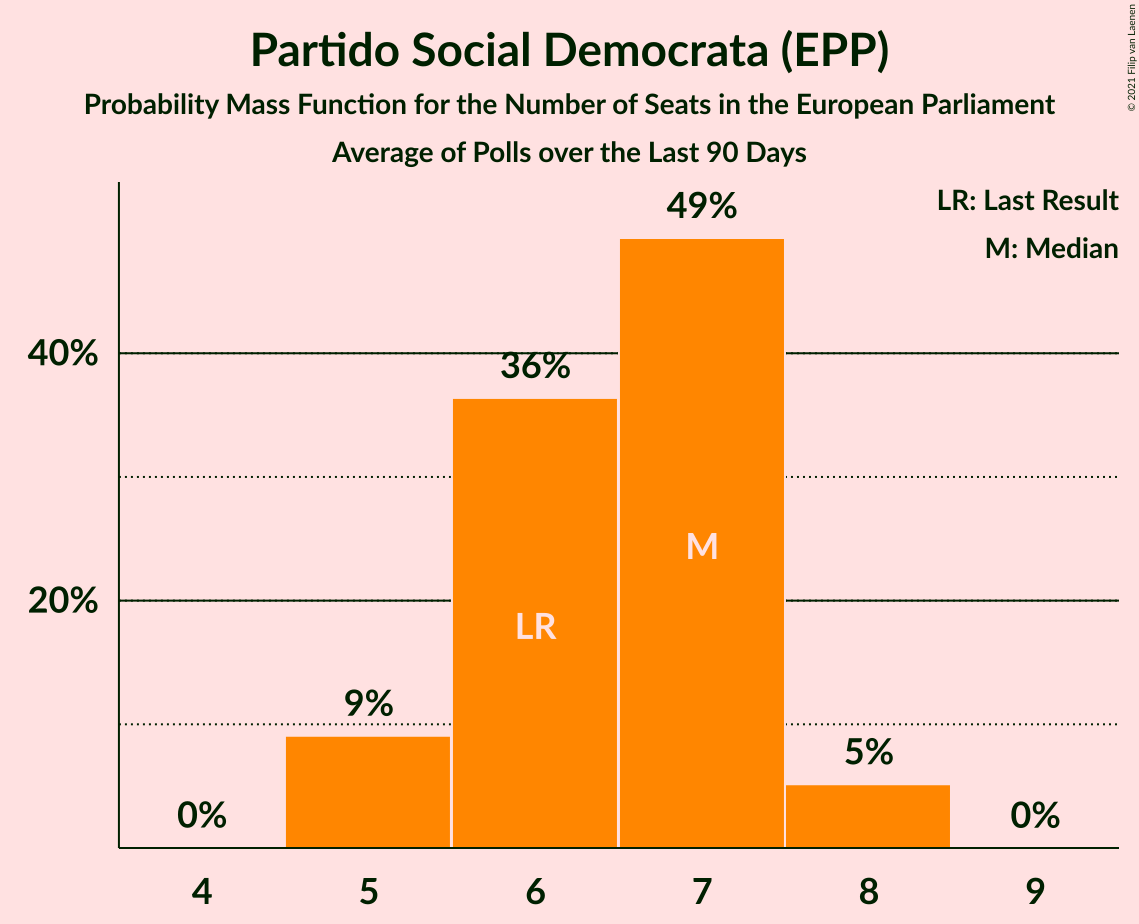 Partido Social Democrata (EPP)
Probability Mass Function for the Number of Seats in the European Parliament
Average of Polls over the Last 90 Days
© 2021 Filip van Laenen
LR: Last Result
M: Median
49%
40%
36%
M
20%
LR
9%
5%
0%
0%
4
5
6
7
8
9